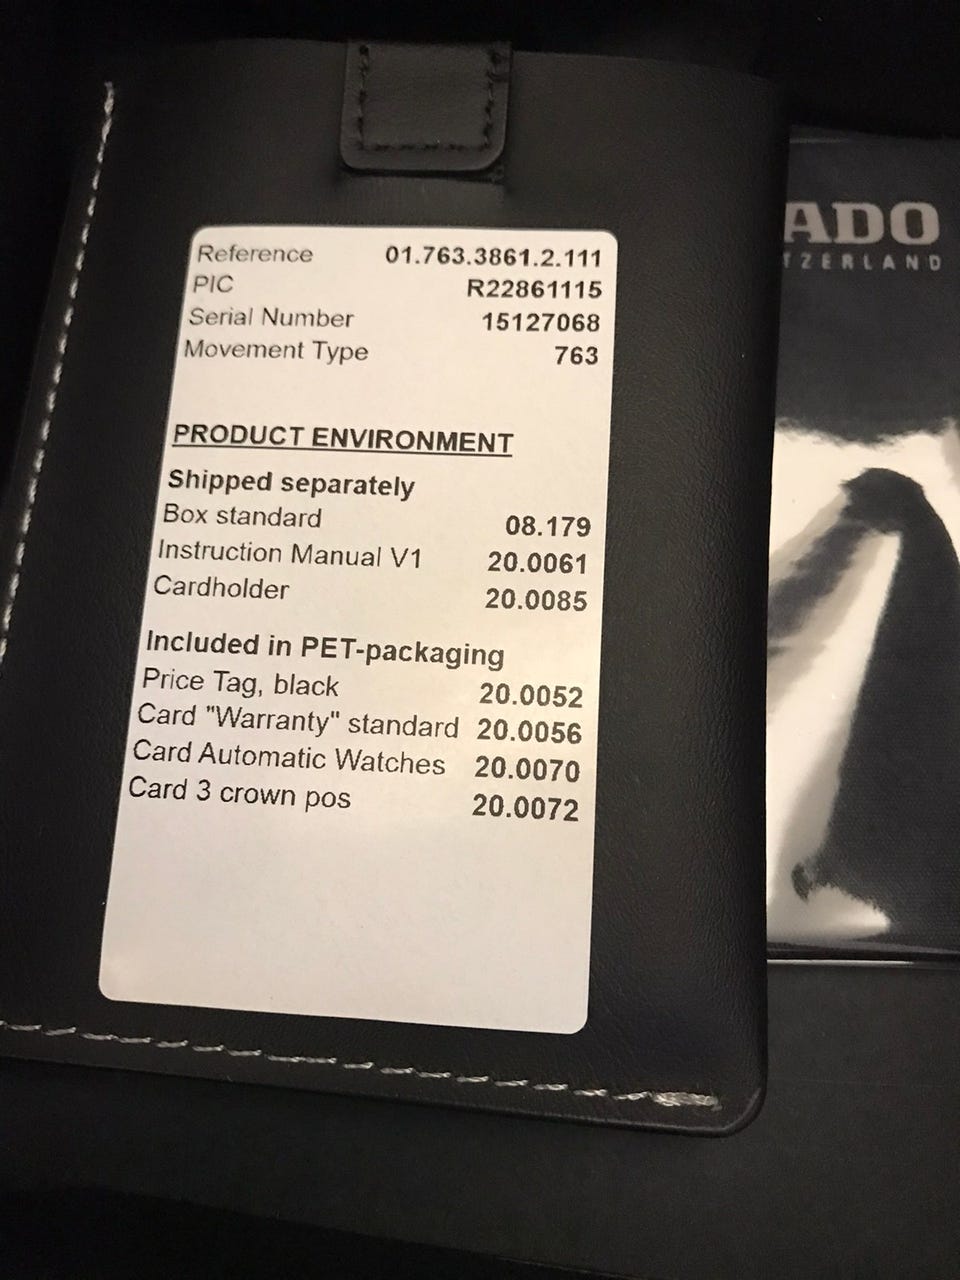 Reference 01.763.3861.2.111
PIC R22861115
Serial Number 15127068
Movement Type 763
PRODUCT ENVIRONMENT
Shipped separately
Box standard 08.179
Instruction Manual V1 20.0061
Cardholder 20.0085
Included in PET-packaging
Price Tag, black 20.0052
Card "Warranty" standard 20.0056
Card Automatic Watches 20.0070
Card 3 crown pos 20.0072
ADO
TZERLAND